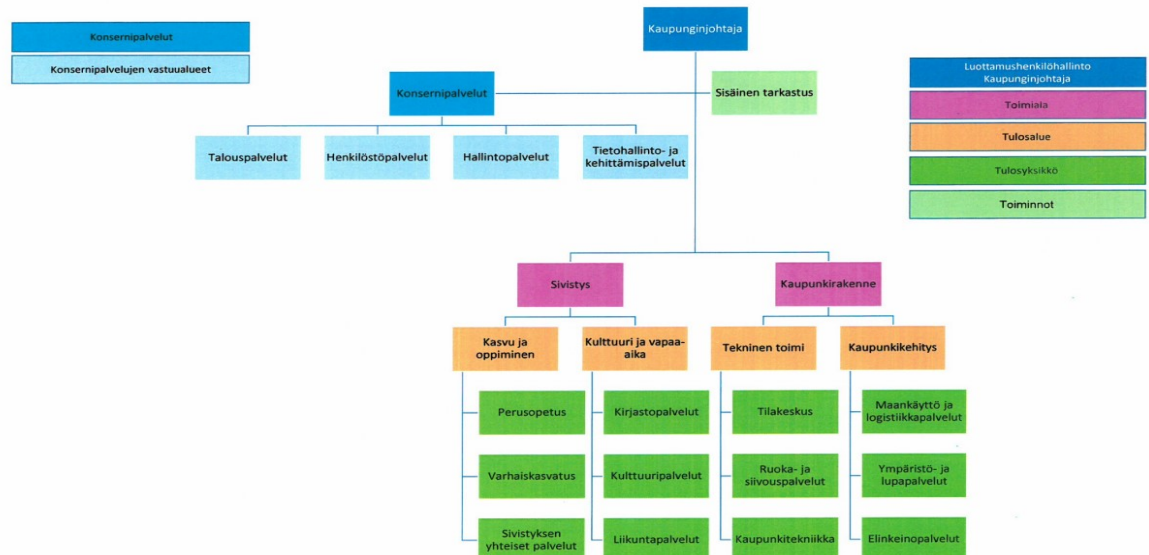 Kaupunginjohtaja
Konsernipalvelut
Konsernipalvelujen vastuualueet
Luottamushenkilöhallinto
Kaupunginjohtaja
Toimiala
Tulosalue
Tulosyksikkö
Toiminnot
Konsernipalvelut
Sisäinen tarkastus
Talouspalvelut
Henkilöstöpalvelut
Hallintopalvelut
Tietohallinto- ja
kehittämispalvelut
Sivistys
Kaupunkirakenne
Kasvu ja
oppiminen
Kulttuuri ja vapaa-
aika
Tekninen toimi
Kaupunkikehitys
Perusopetus
Kirjastopalvelut
Tilakeskus
Maankäyttö ja
logistiikkapalvelut
Varhaiskasvatus
Kulttuuripalvelut
Ruoka- ja
siivouspalvelut
Ympäristö- ja
lupapalvelut
Sivistyksen
yhteiset palvelut
Liikuntapalvelut
Kaupunkitekniikka
Elinkeinopalvelut